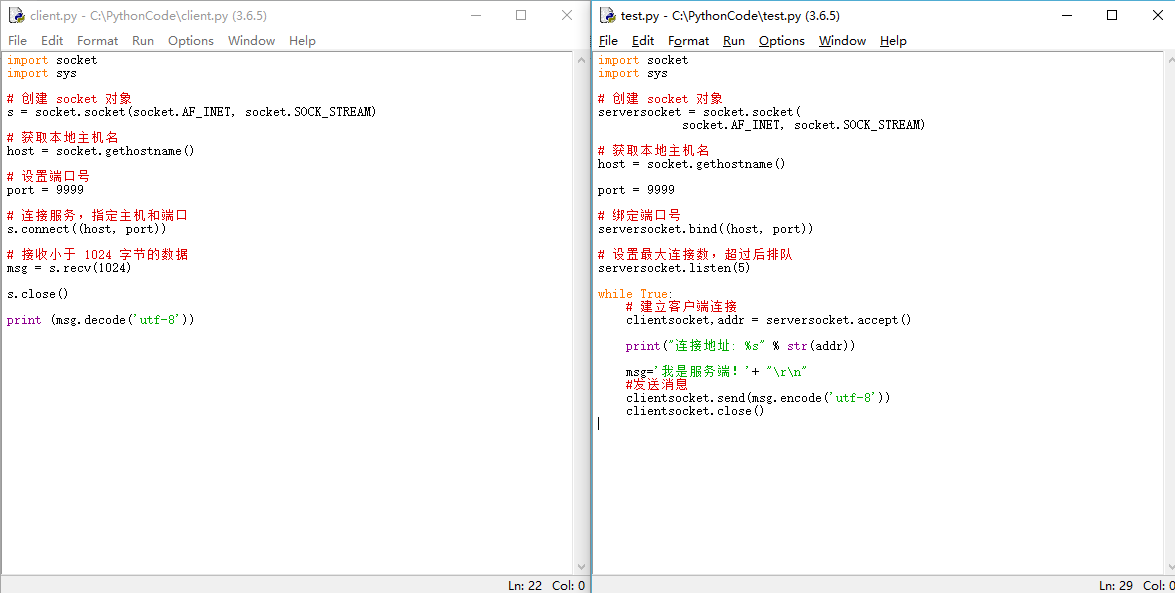 client.py - C:\PythonCode\client.py (3.6.5)
File Edit Format Run Options Window Help
import socket
import sys
# 创建 socket 对象
s = socket.socket(socket.AF_INET, socket.SOCK_STREAM)
# 获取本地主机名
host = socket.gethostname()
# 设置端口号
port = 9999
# 连接服务，指定主机和端口
s.connect((host, port))
# 接收小于 1024 字节的数据
msg = s.recv(1024)
s.close()
print (msg.decode('utf-8'))
Ln: 22 Col: 0
test.py - C:\PythonCode\test.py (3.6.5)
File Edit Format Run Options Window Help
import socket
import sys
# 创建 socket 对象
serversocket = socket.socket(
            socket.AF_INET, socket.SOCK_STREAM)
# 获取本地主机名
host = socket.gethostname()
port = 9999
# 绑定端口号
serversocket.bind((host, port))
# 设置最大连接数，超过后排队
serversocket.listen(5)
while True:
    # 建立客户端连接
    clientsocket,addr = serversocket.accept()
    print("连接地址: %s" % str(addr))
    msg='我是服务端！'+ "\r\n"
    #发送消息
    clientsocket.send(msg.encode('utf-8'))
    clientsocket.close()
Ln: 29 Col: 0